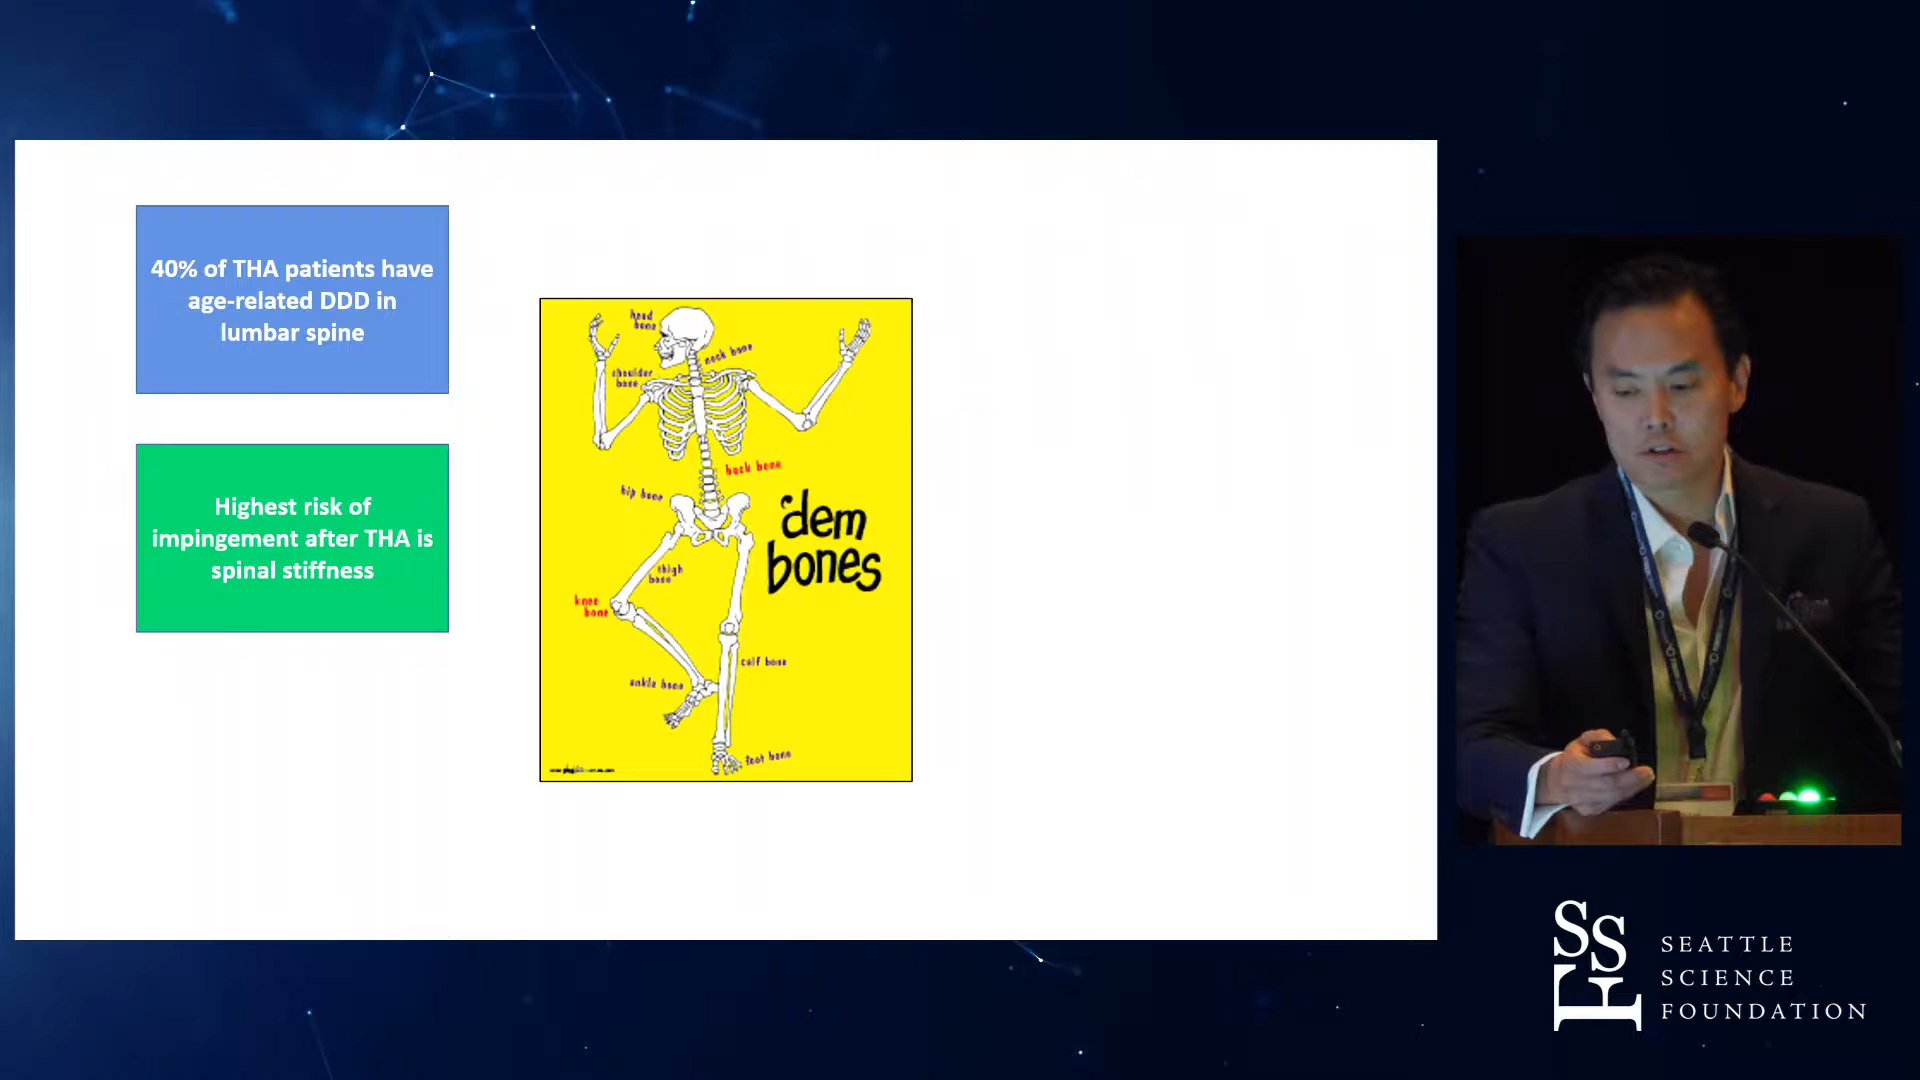 40% of THA patients have
age-related DDD in
lumbar spine
Highest risk of
impingement after THA is
spinal stiffness
head
bone
neck bone
shoulder
bone
back bone
hip bone
'dem
bones
thigh
bone
knee
bone
calf bone
ankle bone
foot bone
SSF
SEATTLE
SCIENCE
FOUNDATION